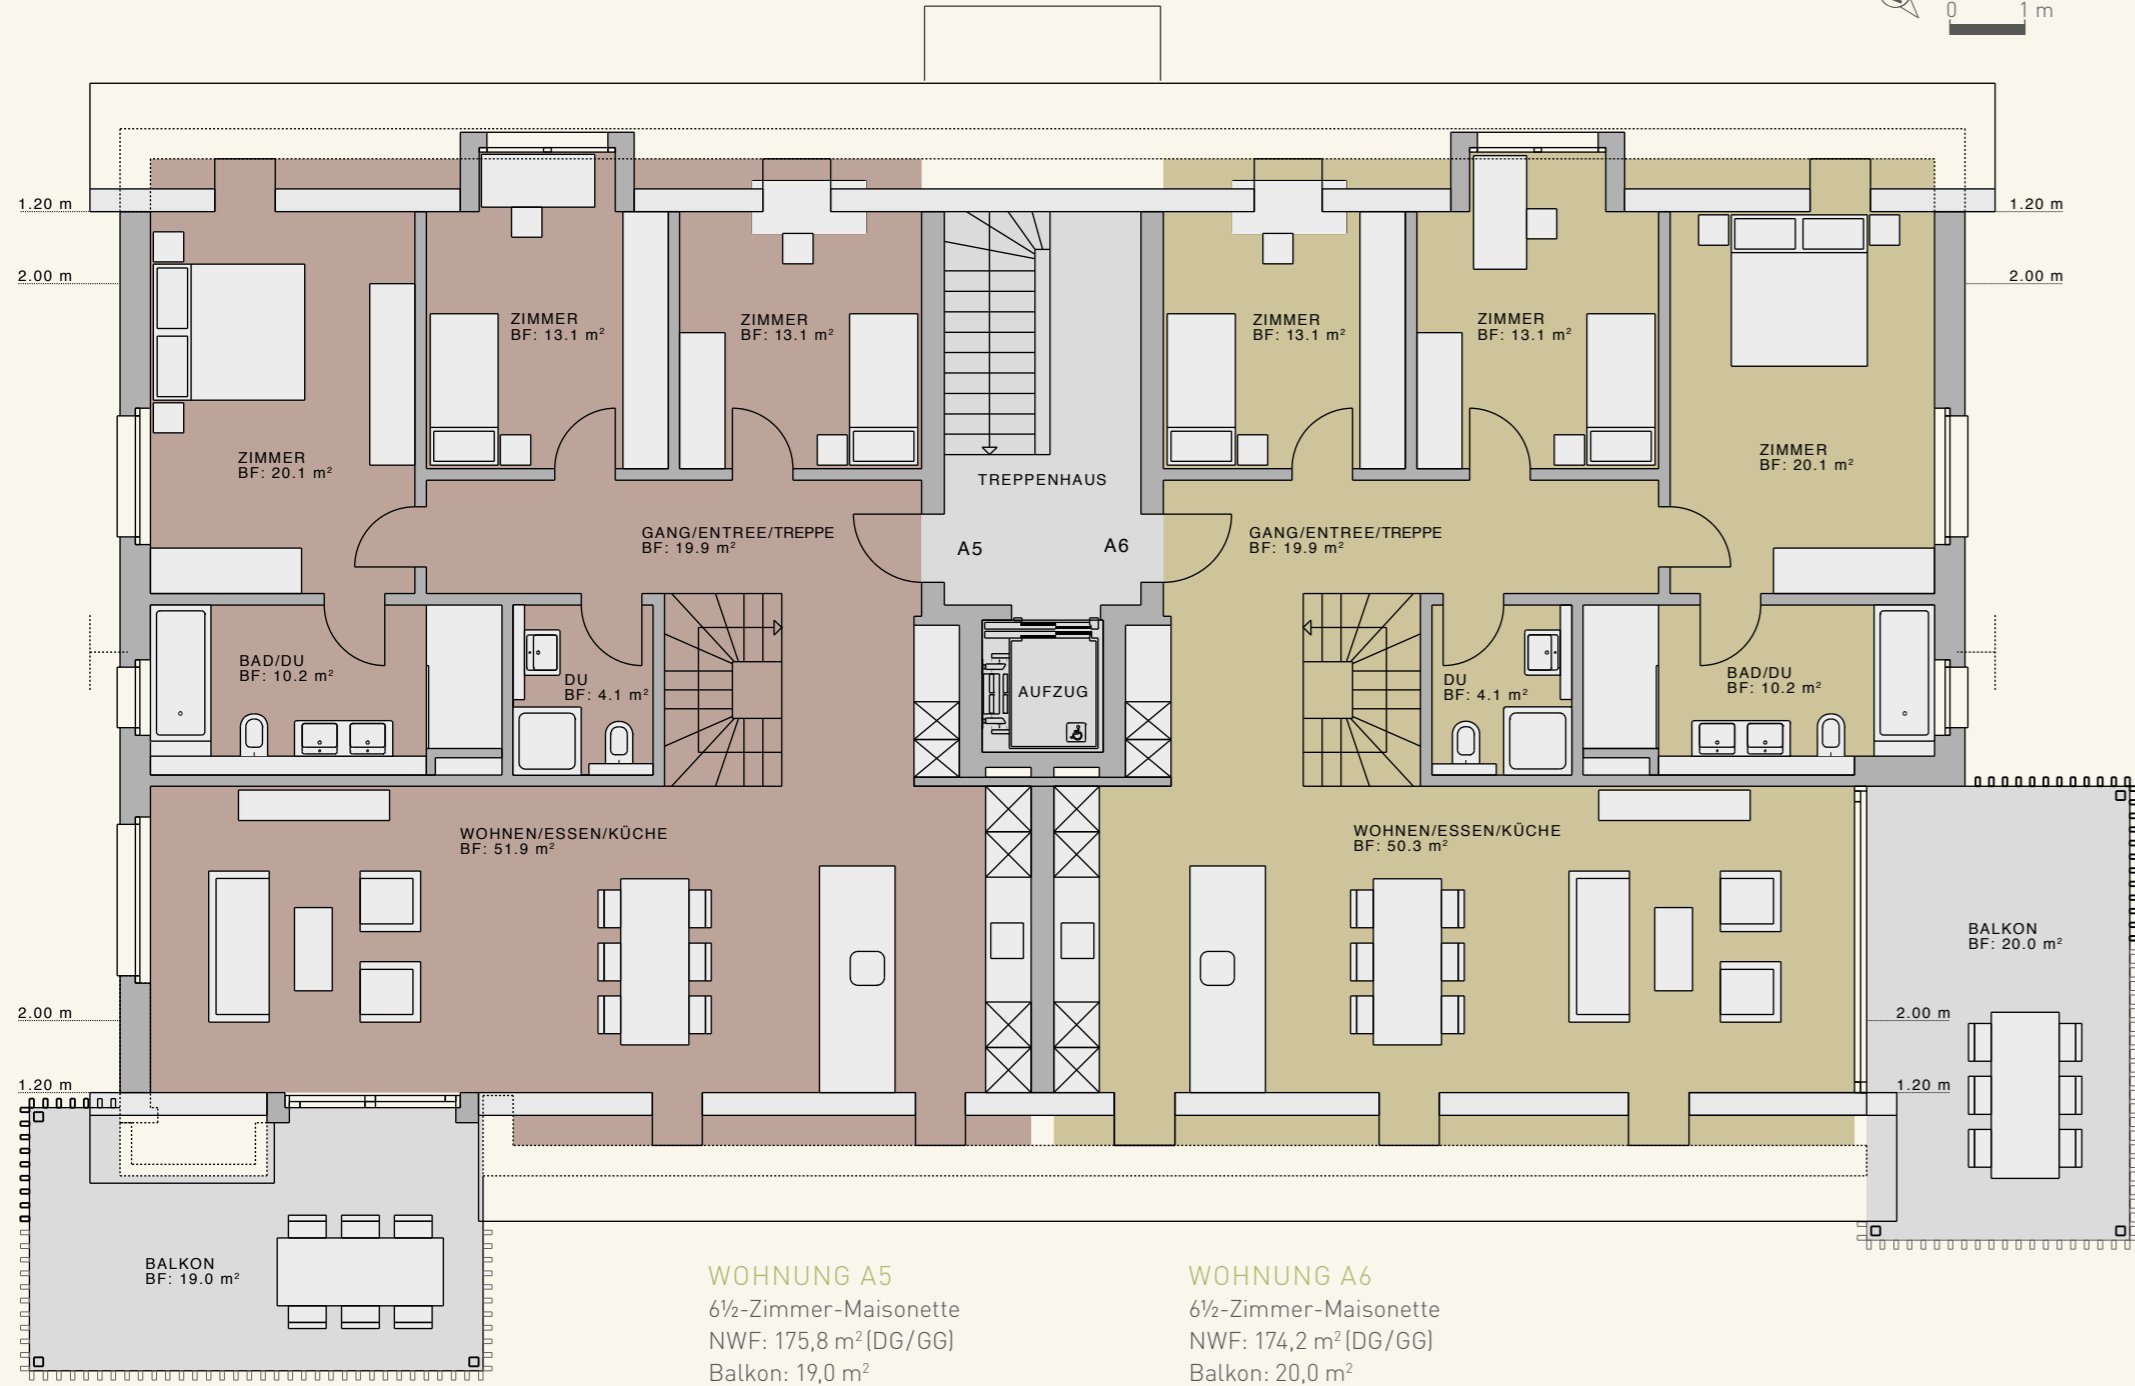 0 1 m
1.20 m
1.20 m
2.00 m
2.00 m
ZIMMER
BF: 13.1 m²
ZIMMER
BF: 13.1 m²
ZIMMER
BF: 13.1 m²
ZIMMER
BF: 13.1 m²
ZIMMER
BF: 20.1 m²
ZIMMER
BF: 20.1 m²
TREPPENHAUS
GANG/ENTREE/TREPPE
BF: 19.9 m²
A5
A6
GANG/ENTREE/TREPPE
BF: 19.9 m²
BAD/DU
BF: 10.2 m²
DU
BF: 4.1 m²
AUFZUG
DU
BF: 4.1 m²
BAD/DU
BF: 10.2 m²
WOHNEN/ESSEN/KÜCHE
BF: 51.9 m²
WOHNEN/ESSEN/KÜCHE
BF: 50.3 m²
BALKON
BF: 20.0 m²
2.00 m
2.00 m
1.20 m
1.20 m
BALKON
BF: 19.0 m²
WOHNUNG A5
6½-Zimmer-Maisonette
NWF: 175,8 m² (DG/GG)
Balkon: 19,0 m²
WOHNUNG A6
6½-Zimmer-Maisonette
NWF: 174,2 m² (DG/GG)
Balkon: 20,0 m²